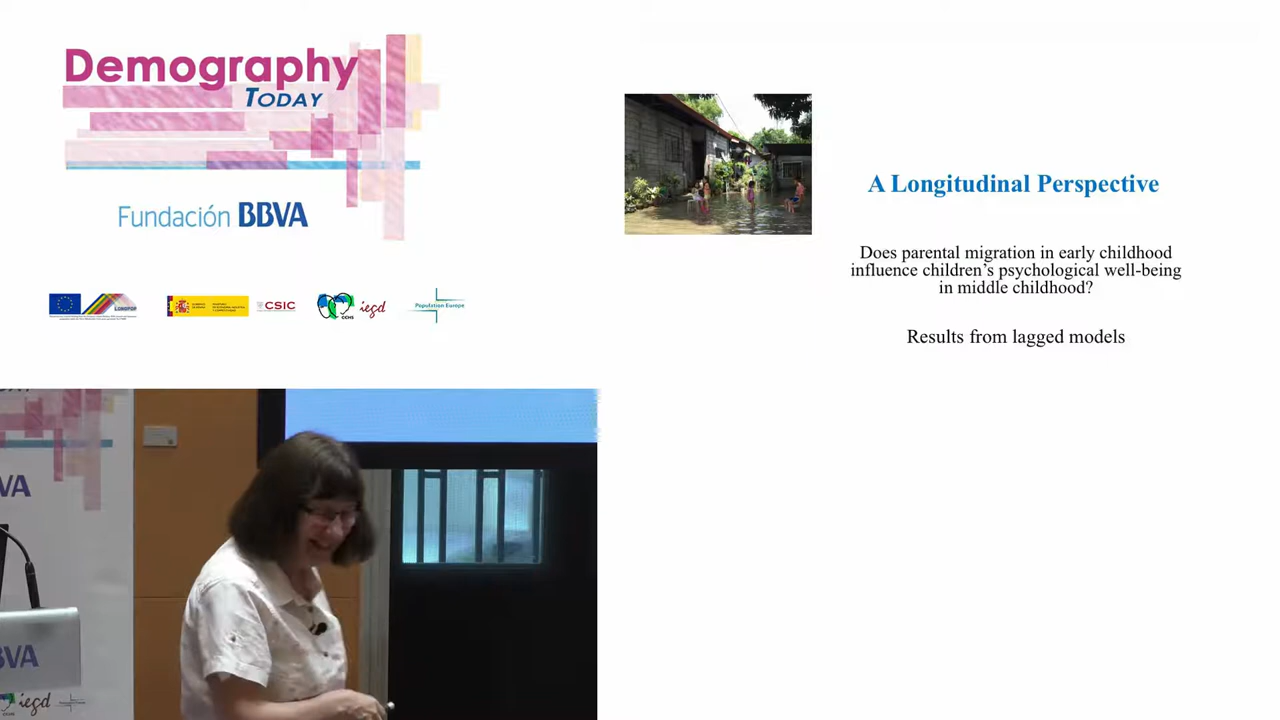 Demography
TODAY
Fundación BBVA
CSIC
iegd
Population Europe
A Longitudinal Perspective
Does parental migration in early childhood
influence children's psychological well-being
in middle childhood?
Results from lagged models
VA
BVA
iegd